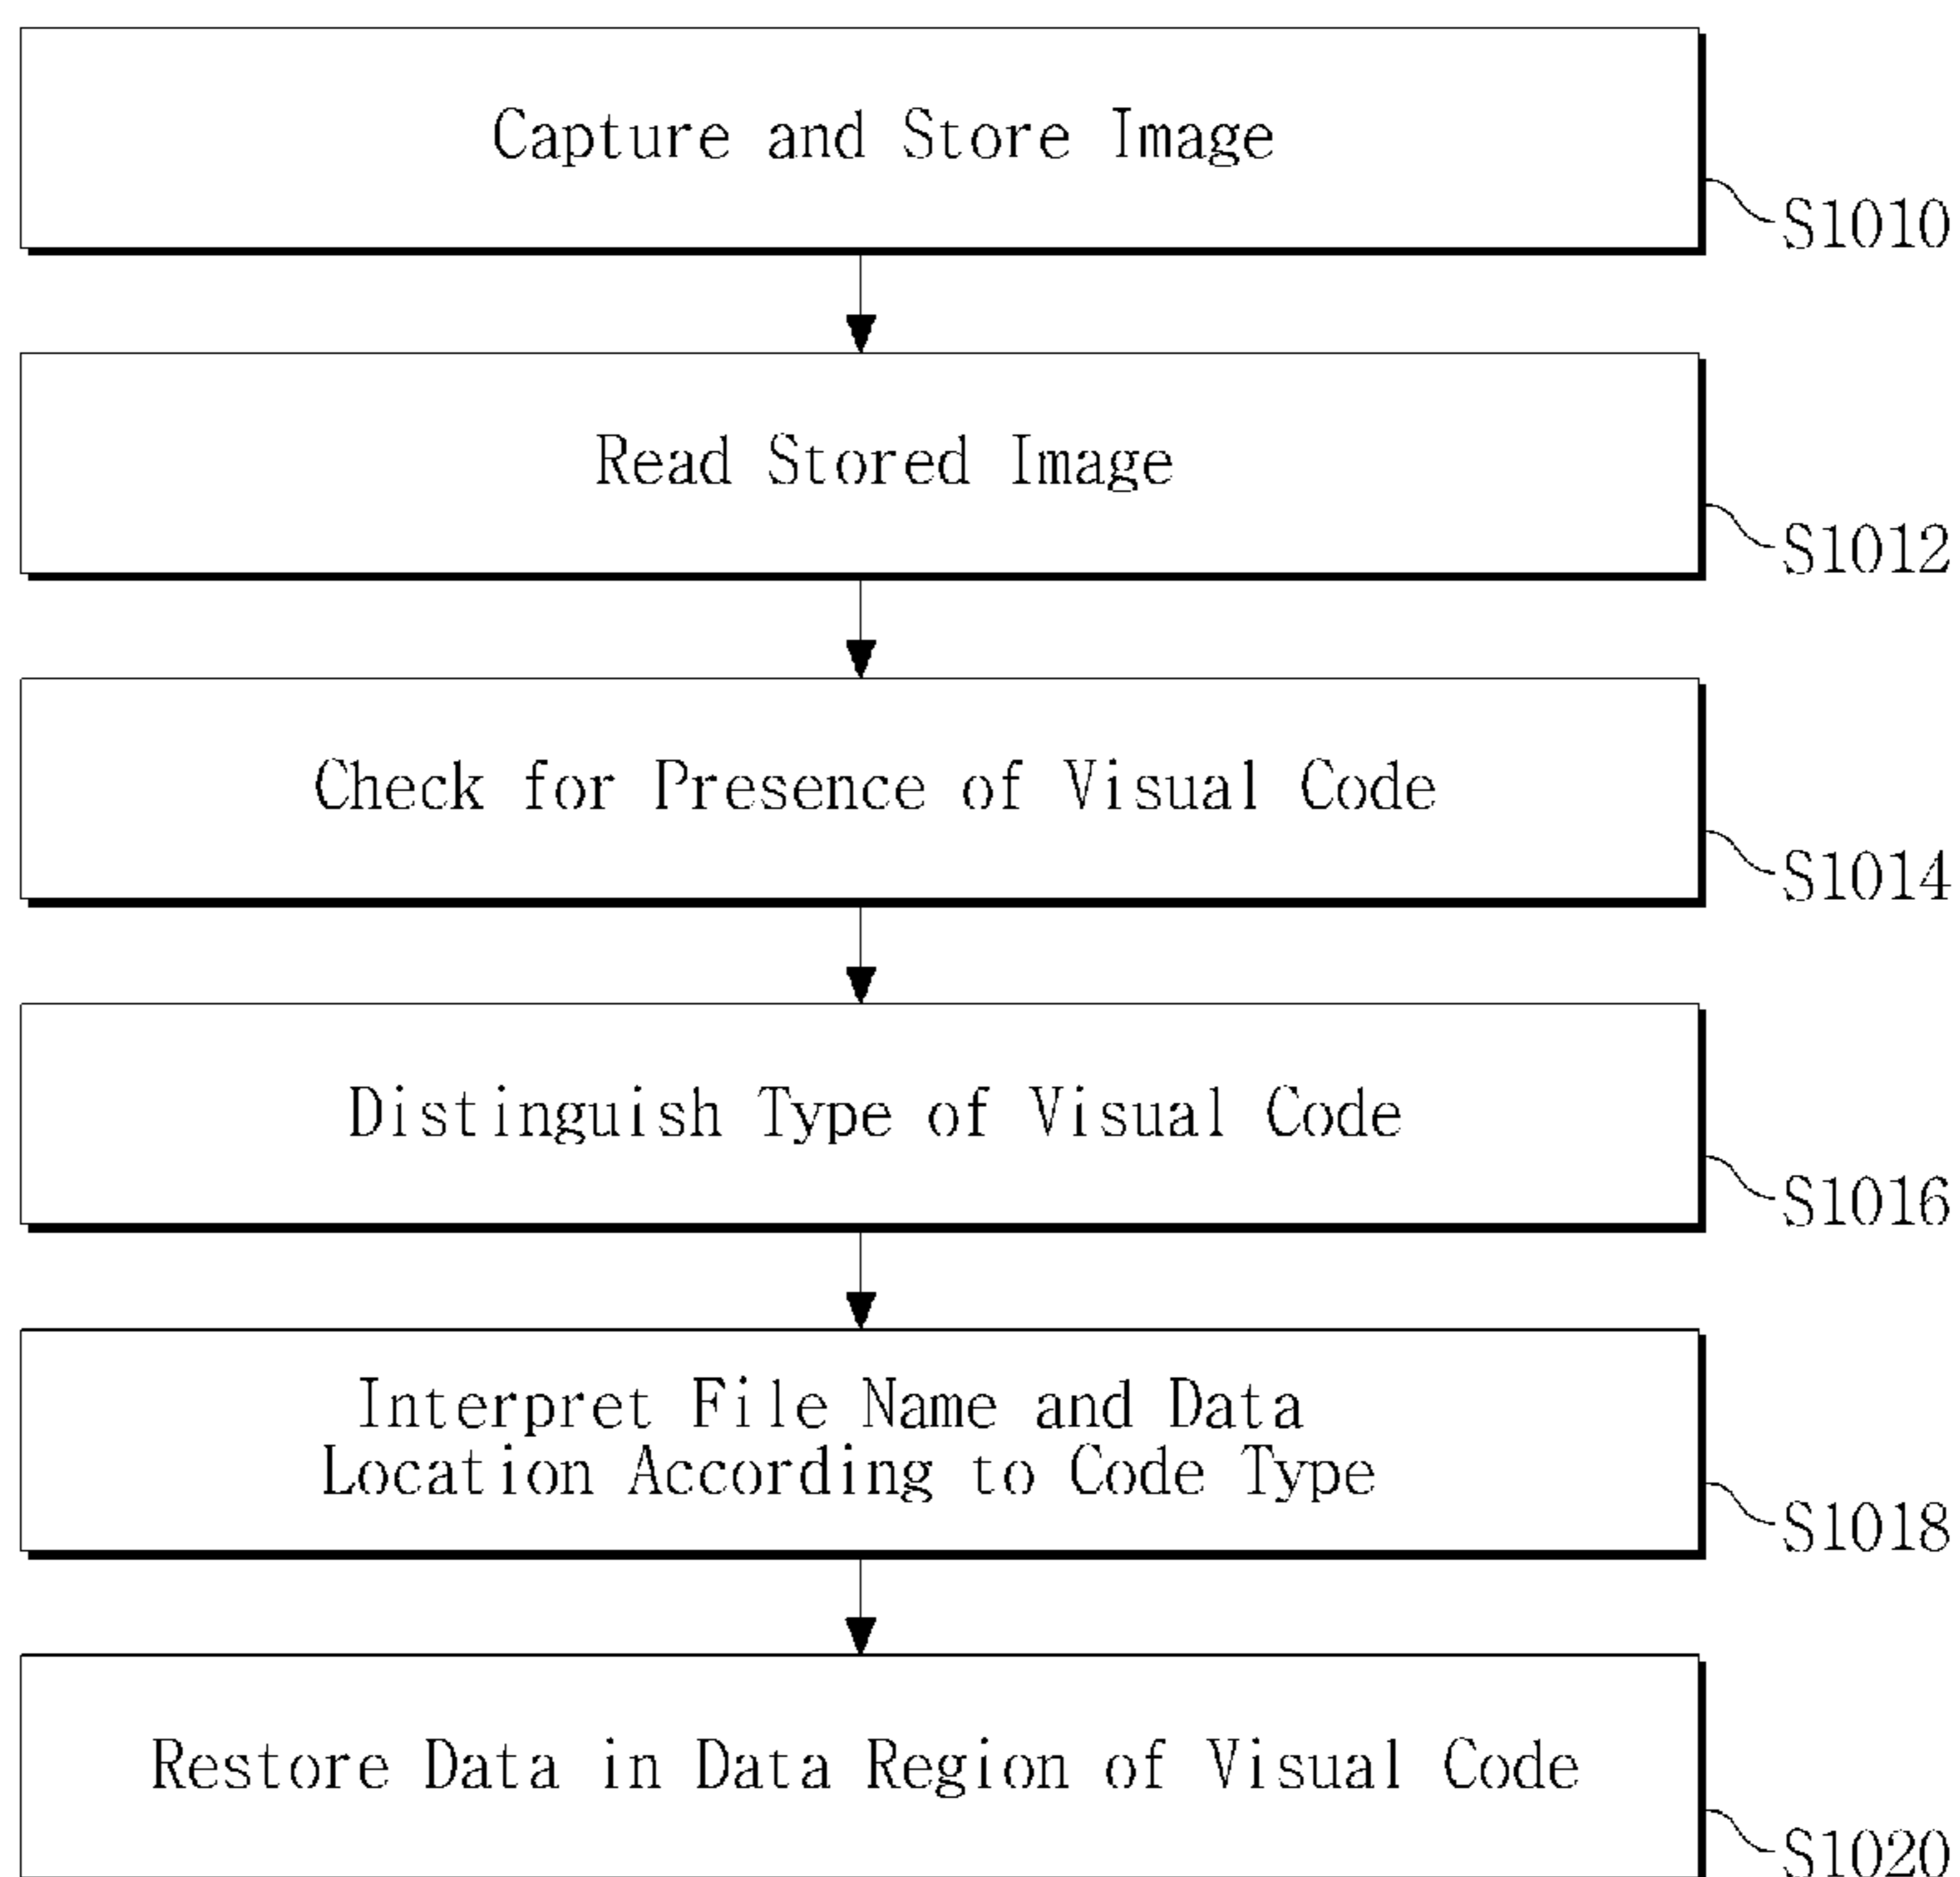 Capture and Store Image
S1010
Read Stored Image
S1012
Check for Presence of Visual Code
S1014
Distinguish Type of Visual Code
S1016
Interpret File Name and Data
Location According to Code Type
S1018
Restore Data in Data Region of Visual Code
S1020